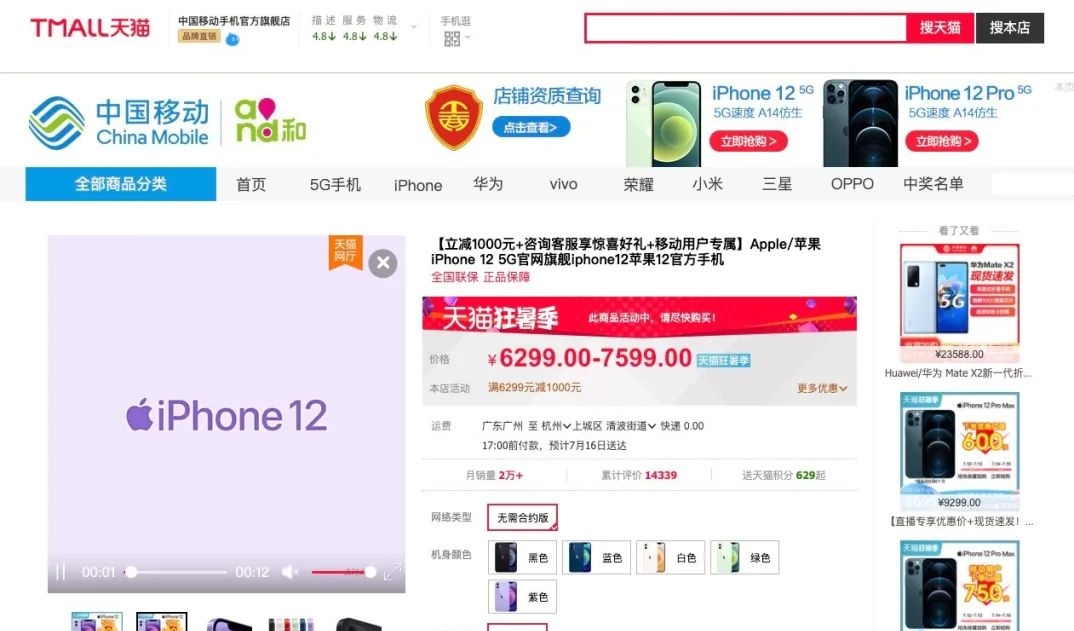 TMALL天猫
中国移动手机官方旗舰店
品牌直销
描 述 服 务 物 流
4.8↓ 4.8↓ 4.8↓
手机逛
搜天猫
搜本店
中国移动
China Mobile
and和
店铺资质查询
点击查看>
iPhone 12 5G
5G速度 A14仿生
立即抢购 >
iPhone 12 Pro 5G
5G速度 A14仿生
立即抢购 >
本页
全部商品分类
首页 5G手机 iPhone 华为 vivo 荣耀 小米 三星 OPPO 中奖名单
天猫
网厅
iPhone 12
00:01
00:12
【立减1000元+咨询客服享惊喜好礼+移动用户专属】Apple/苹果
iPhone 12 5G官网旗舰iphone12苹果12官方手机
全国联保 正品保障
天猫狂暑季
此商品活动中，请尽快购买！
价格 ¥6299.00-7599.00 天猫狂暑季
本店活动 满6299元减1000元 更多优惠
运费 广东广州 至 杭州 上城区 清波街道 快递 0.00
17:00前付款，预计7月16日送达
月销量 2万+ 累计评价 14339 送天猫积分 629起
网络类型 无需合约版
机身颜色 黑色 蓝色 白色 绿色
紫色
看了又看
华为Mate X2
现货速发
5G
¥23588.00
Huawei/华为 Mate X2新一代折...
天猫狂暑季
iPhone 12 Pro Max
600元
¥9299.00
【直播专享优惠价+现货速发！...
天猫狂暑季
iPhone 12 Pro Max
移动用户
下单立减
750元